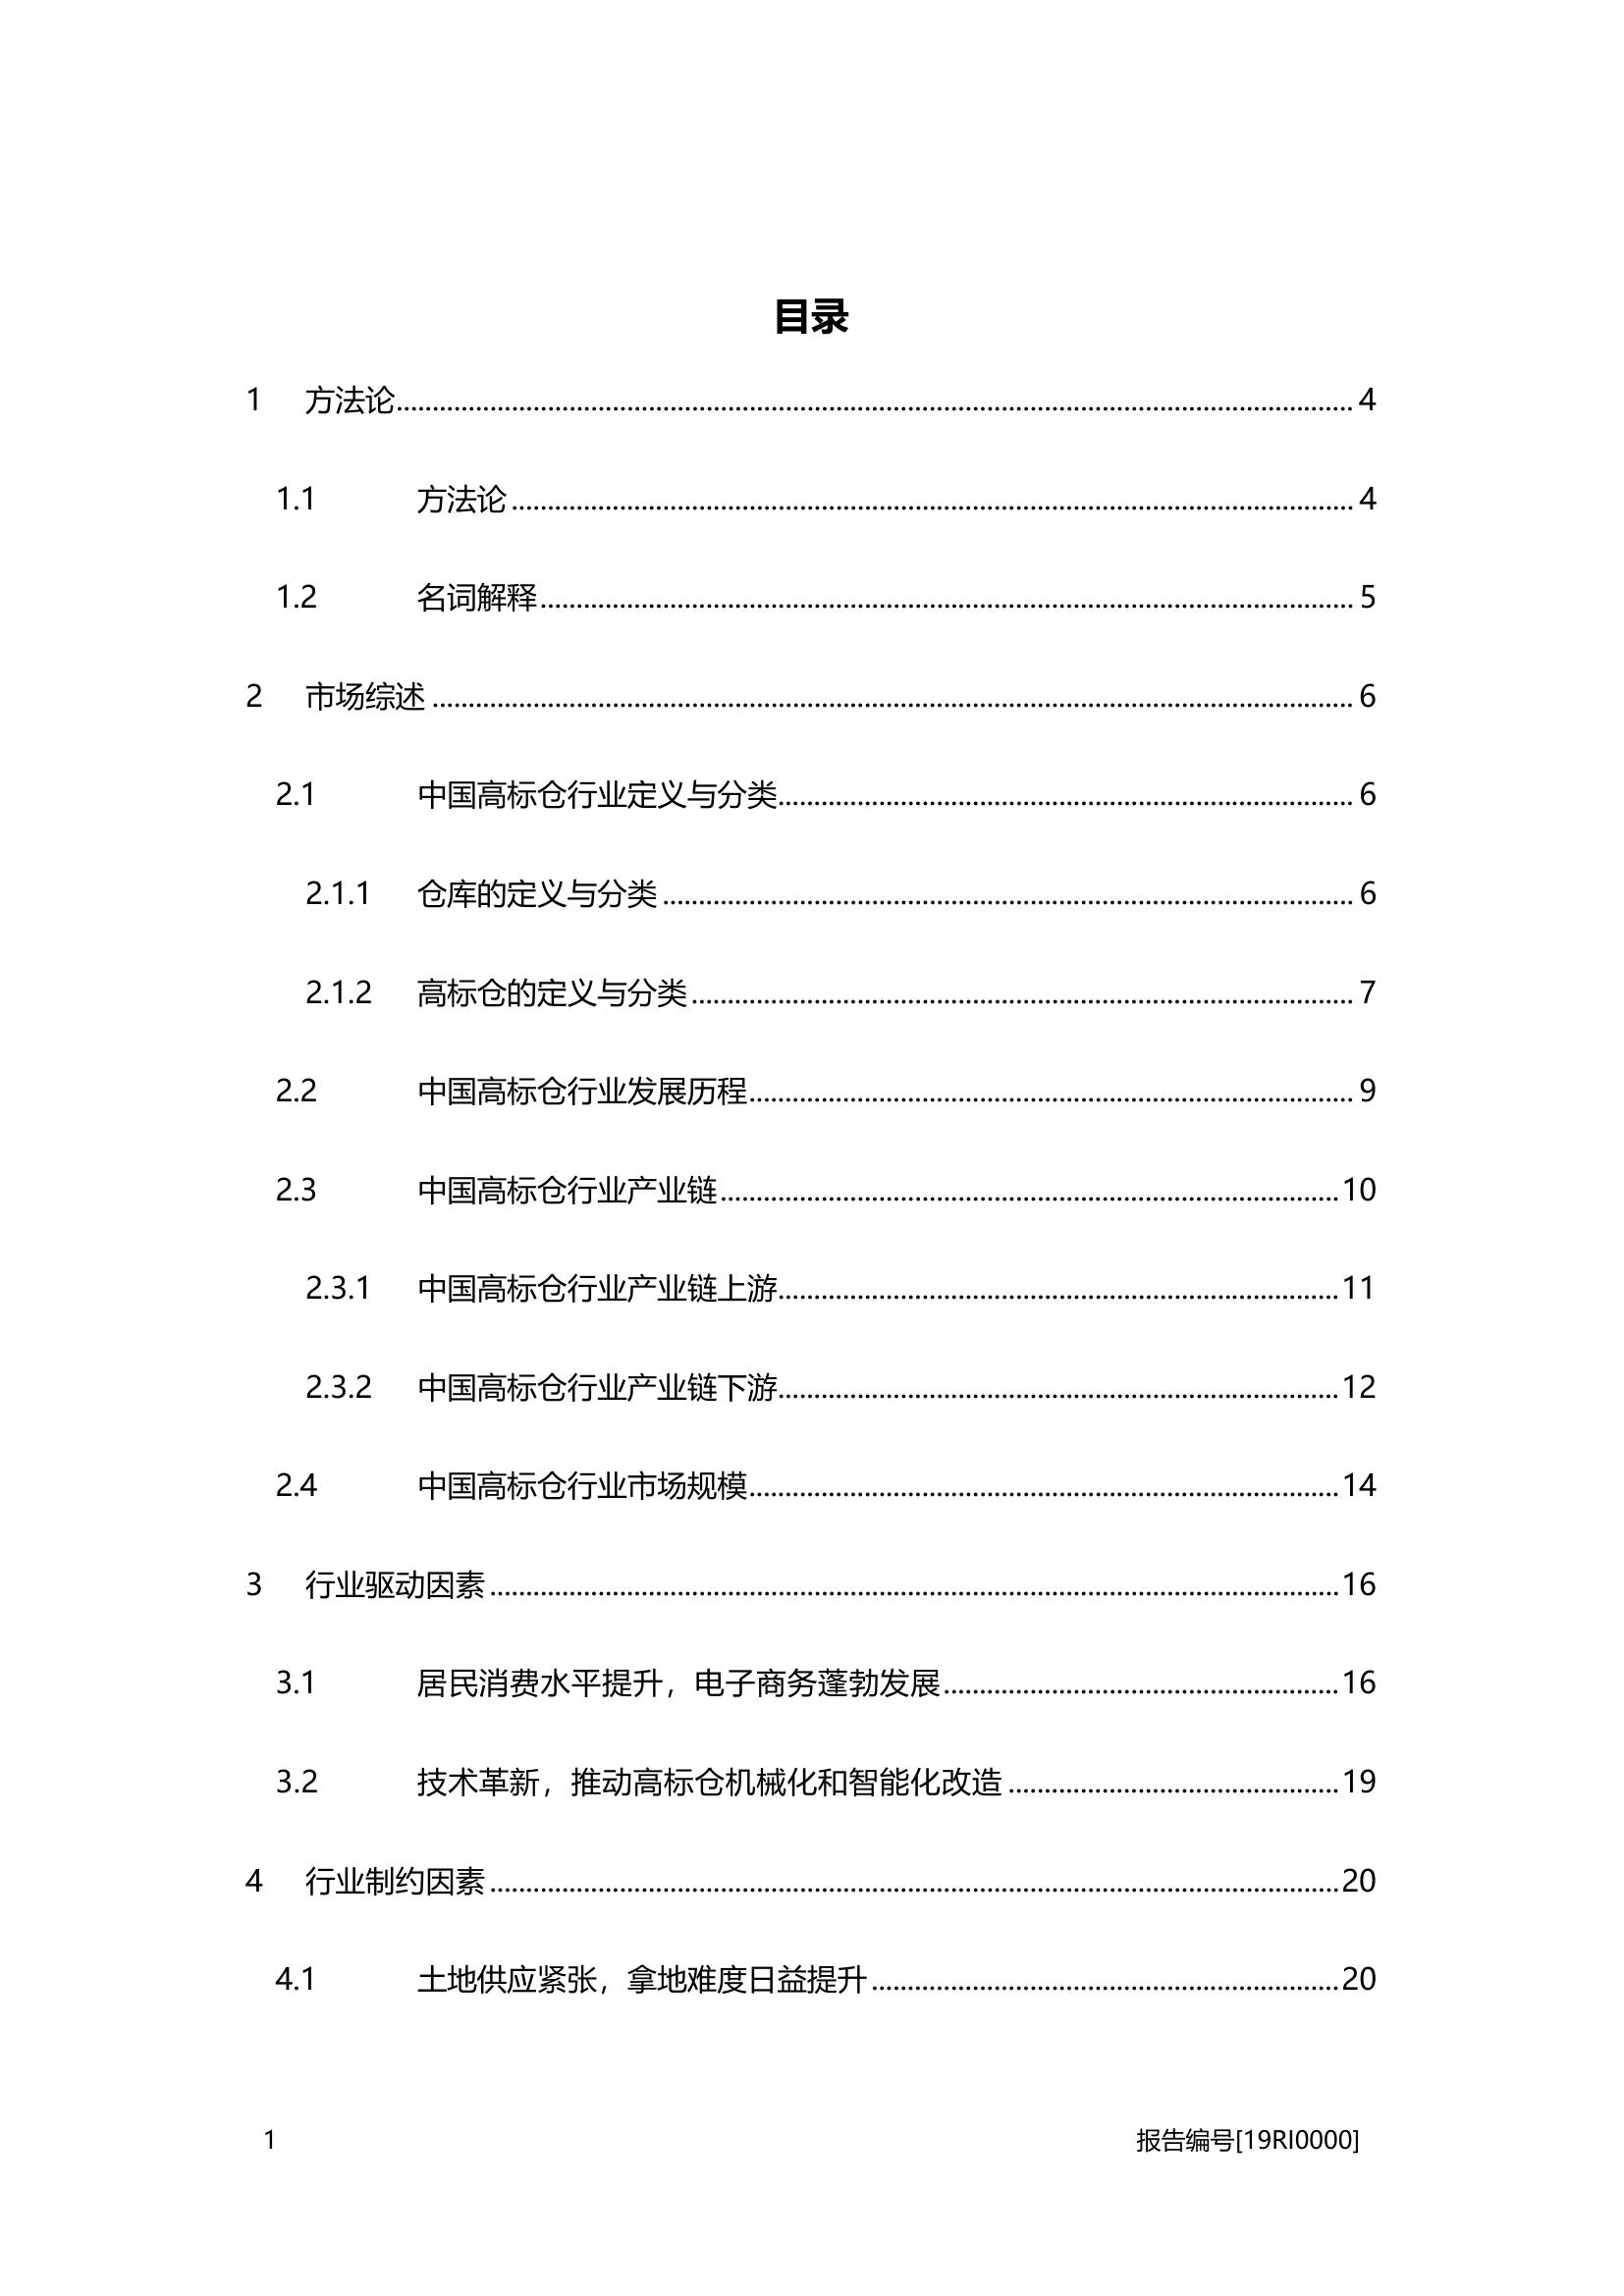 目录
1 方法论........ 4
1.1 方法论........ 4
1.2 名词解释........ 5
2 市场综述........ 6
2.1 中国高标仓行业定义与分类........ 6
2.1.1 仓库的定义与分类........ 6
2.1.2 高标仓的定义与分类........ 7
2.2 中国高标仓行业发展历程........ 9
2.3 中国高标仓行业产业链........ 10
2.3.1 中国高标仓行业产业链上游........ 11
2.3.2 中国高标仓行业产业链下游........ 12
2.4 中国高标仓行业市场规模........ 14
3 行业驱动因素........ 16
3.1 居民消费水平提升，电子商务蓬勃发展........ 16
3.2 技术革新，推动高标仓机械化和智能化改造........ 19
4 行业制约因素........ 20
4.1 土地供应紧张，拿地难度日益提升........ 20
1 报告编号[19RI0000]